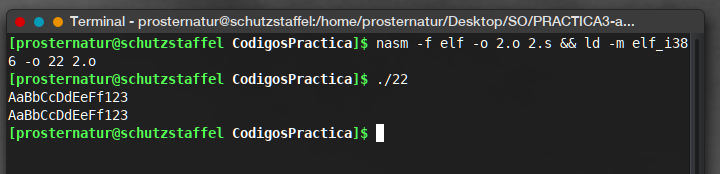 Terminal - prosternatur@schutzstaffel:/home/prosternatur/Desktop/SO/PRACTICA3-a...
[prosternatur@schutzstaffel CodigosPractica]$ nasm -f elf -o 2.o 2.s && ld -m elf_i38
6 -o 22 2.o
[prosternatur@schutzstaffel CodigosPractica]$ ./22
AaBbCcDdEeFf123
AaBbCcDdEeFf123
[prosternatur@schutzstaffel CodigosPractica]$